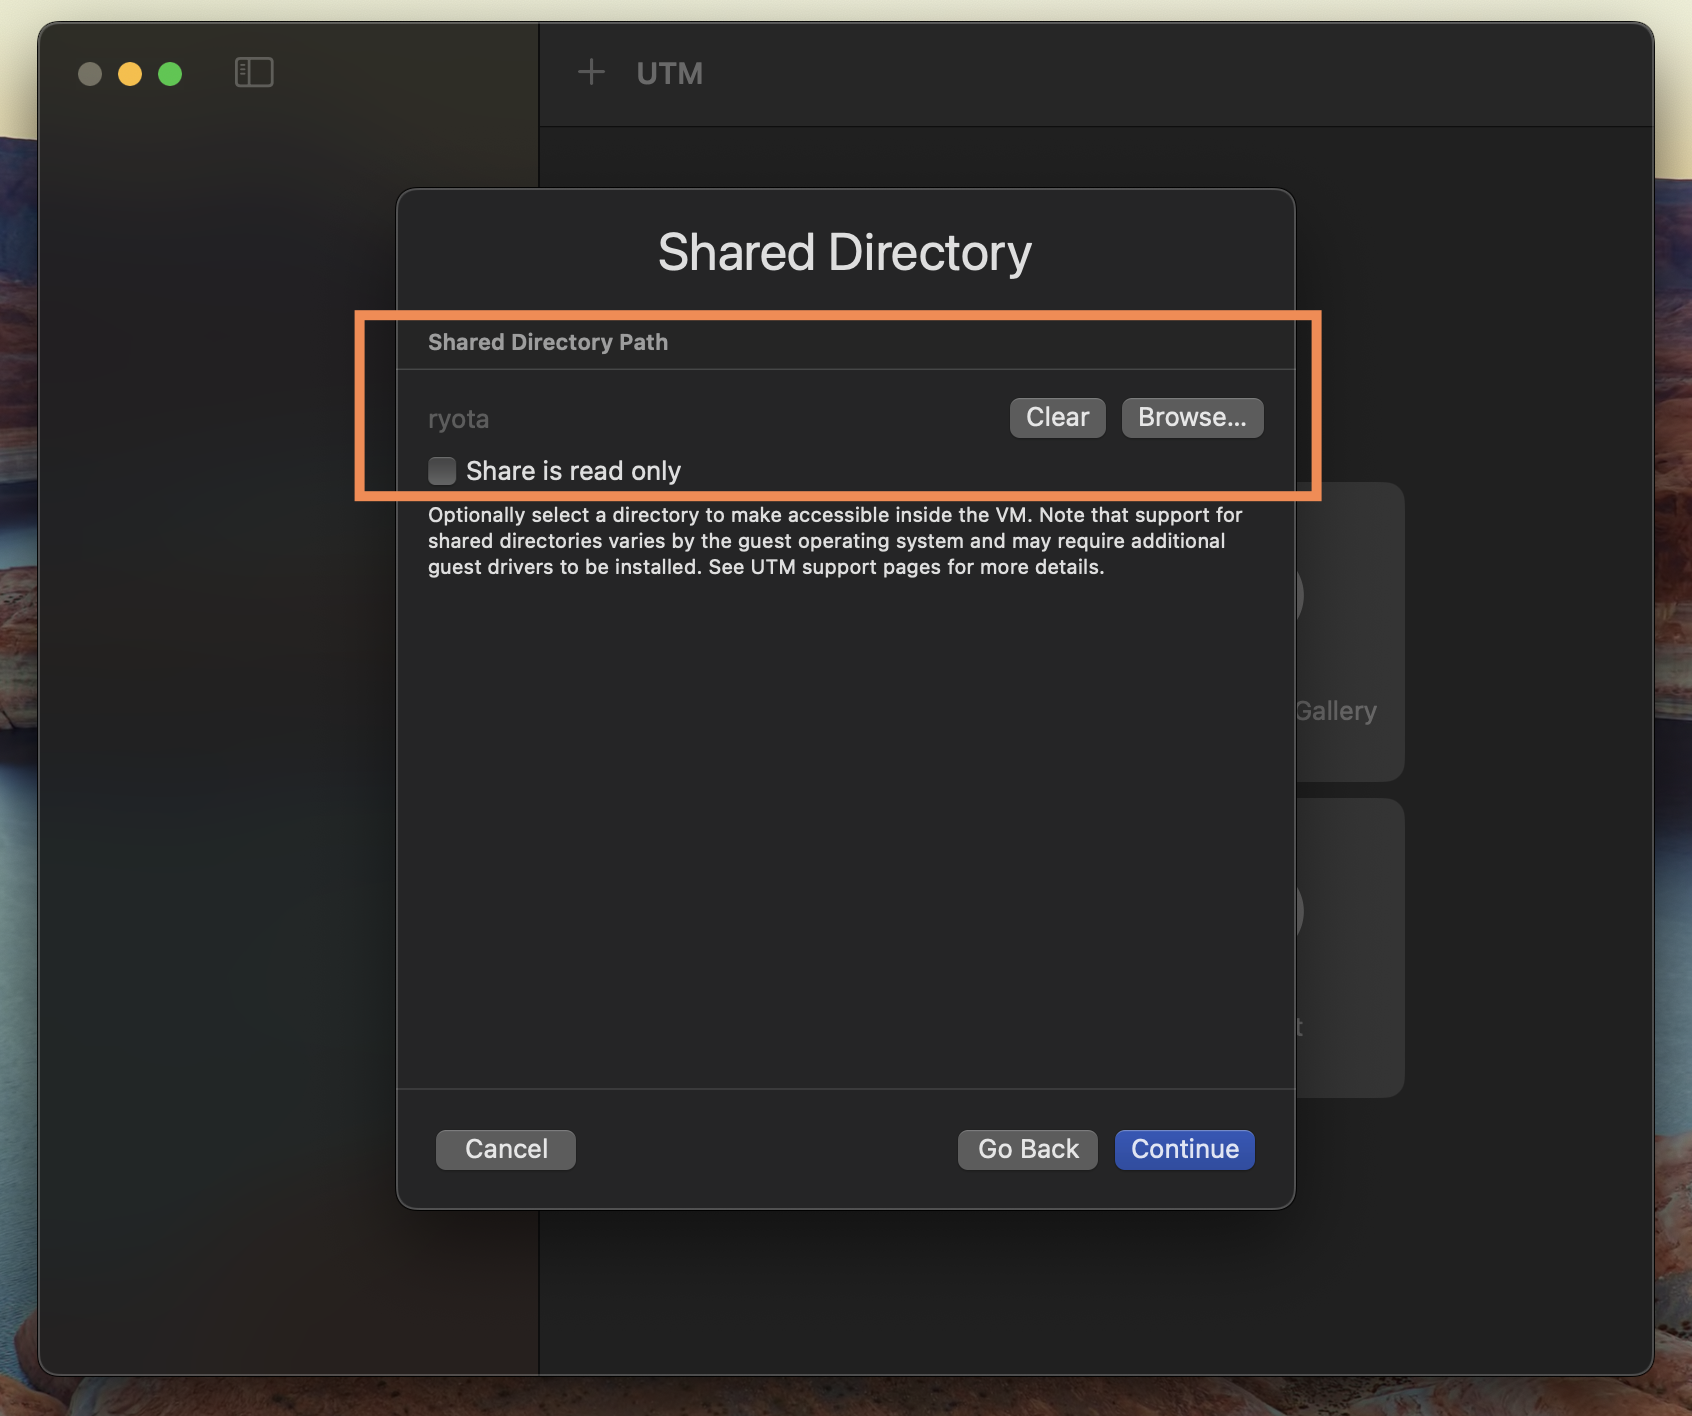 UTM
Shared Directory
Shared Directory Path
ryota
Clear
Browse...
Share is read only
Optionally select a directory to make accessible inside the VM. Note that support for
shared directories varies by the guest operating system and may require additional
guest drivers to be installed. See UTM support pages for more details.
Gallery
Cancel
Go Back
Continue